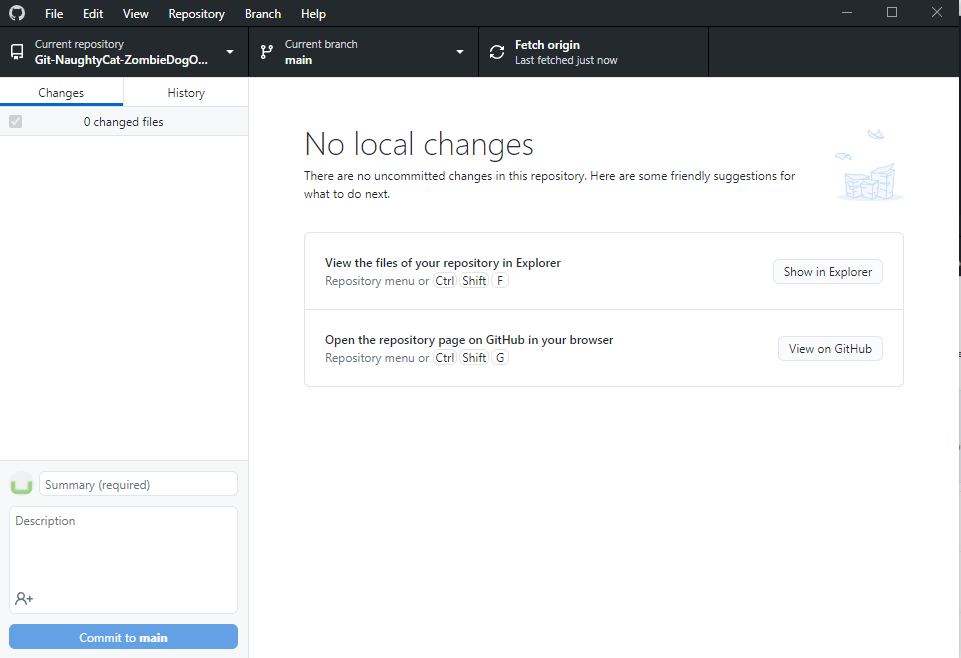 File Edit View Repository Branch Help
Current repository
Git-NaughtyCat-ZombieDogO...
Current branch
main
Fetch origin
Last fetched just now
Changes
History
0 changed files
No local changes
There are no uncommitted changes in this repository. Here are some friendly suggestions for
what to do next.
View the files of your repository in Explorer
Repository menu or Ctrl Shift F
Show in Explorer
Open the repository page on GitHub in your browser
Repository menu or Ctrl Shift G
View on GitHub
Summary (required)
Description
Commit to main